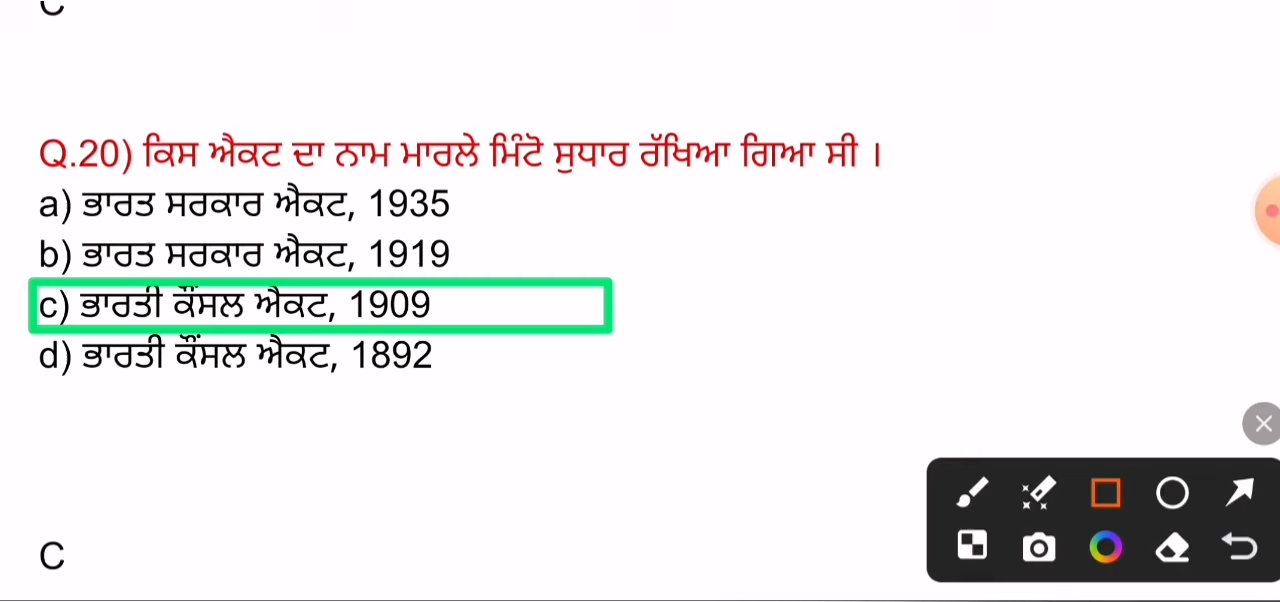 Q.20) ਕਿਸ ਐਕਟ ਦਾ ਨਾਮ ਮਾਰਲੇ ਮਿੰਟੋ ਸੁਧਾਰ ਰੱਖਿਆ ਗਿਆ ਸੀ ।
a) ਭਾਰਤ ਸਰਕਾਰ ਐਕਟ, 1935
b) ਭਾਰਤ ਸਰਕਾਰ ਐਕਟ, 1919
c) ਭਾਰਤੀ ਕੌਂਸਲ ਐਕਟ, 1909
d) ਭਾਰਤੀ ਕੌਂਸਲ ਐਕਟ, 1892
C